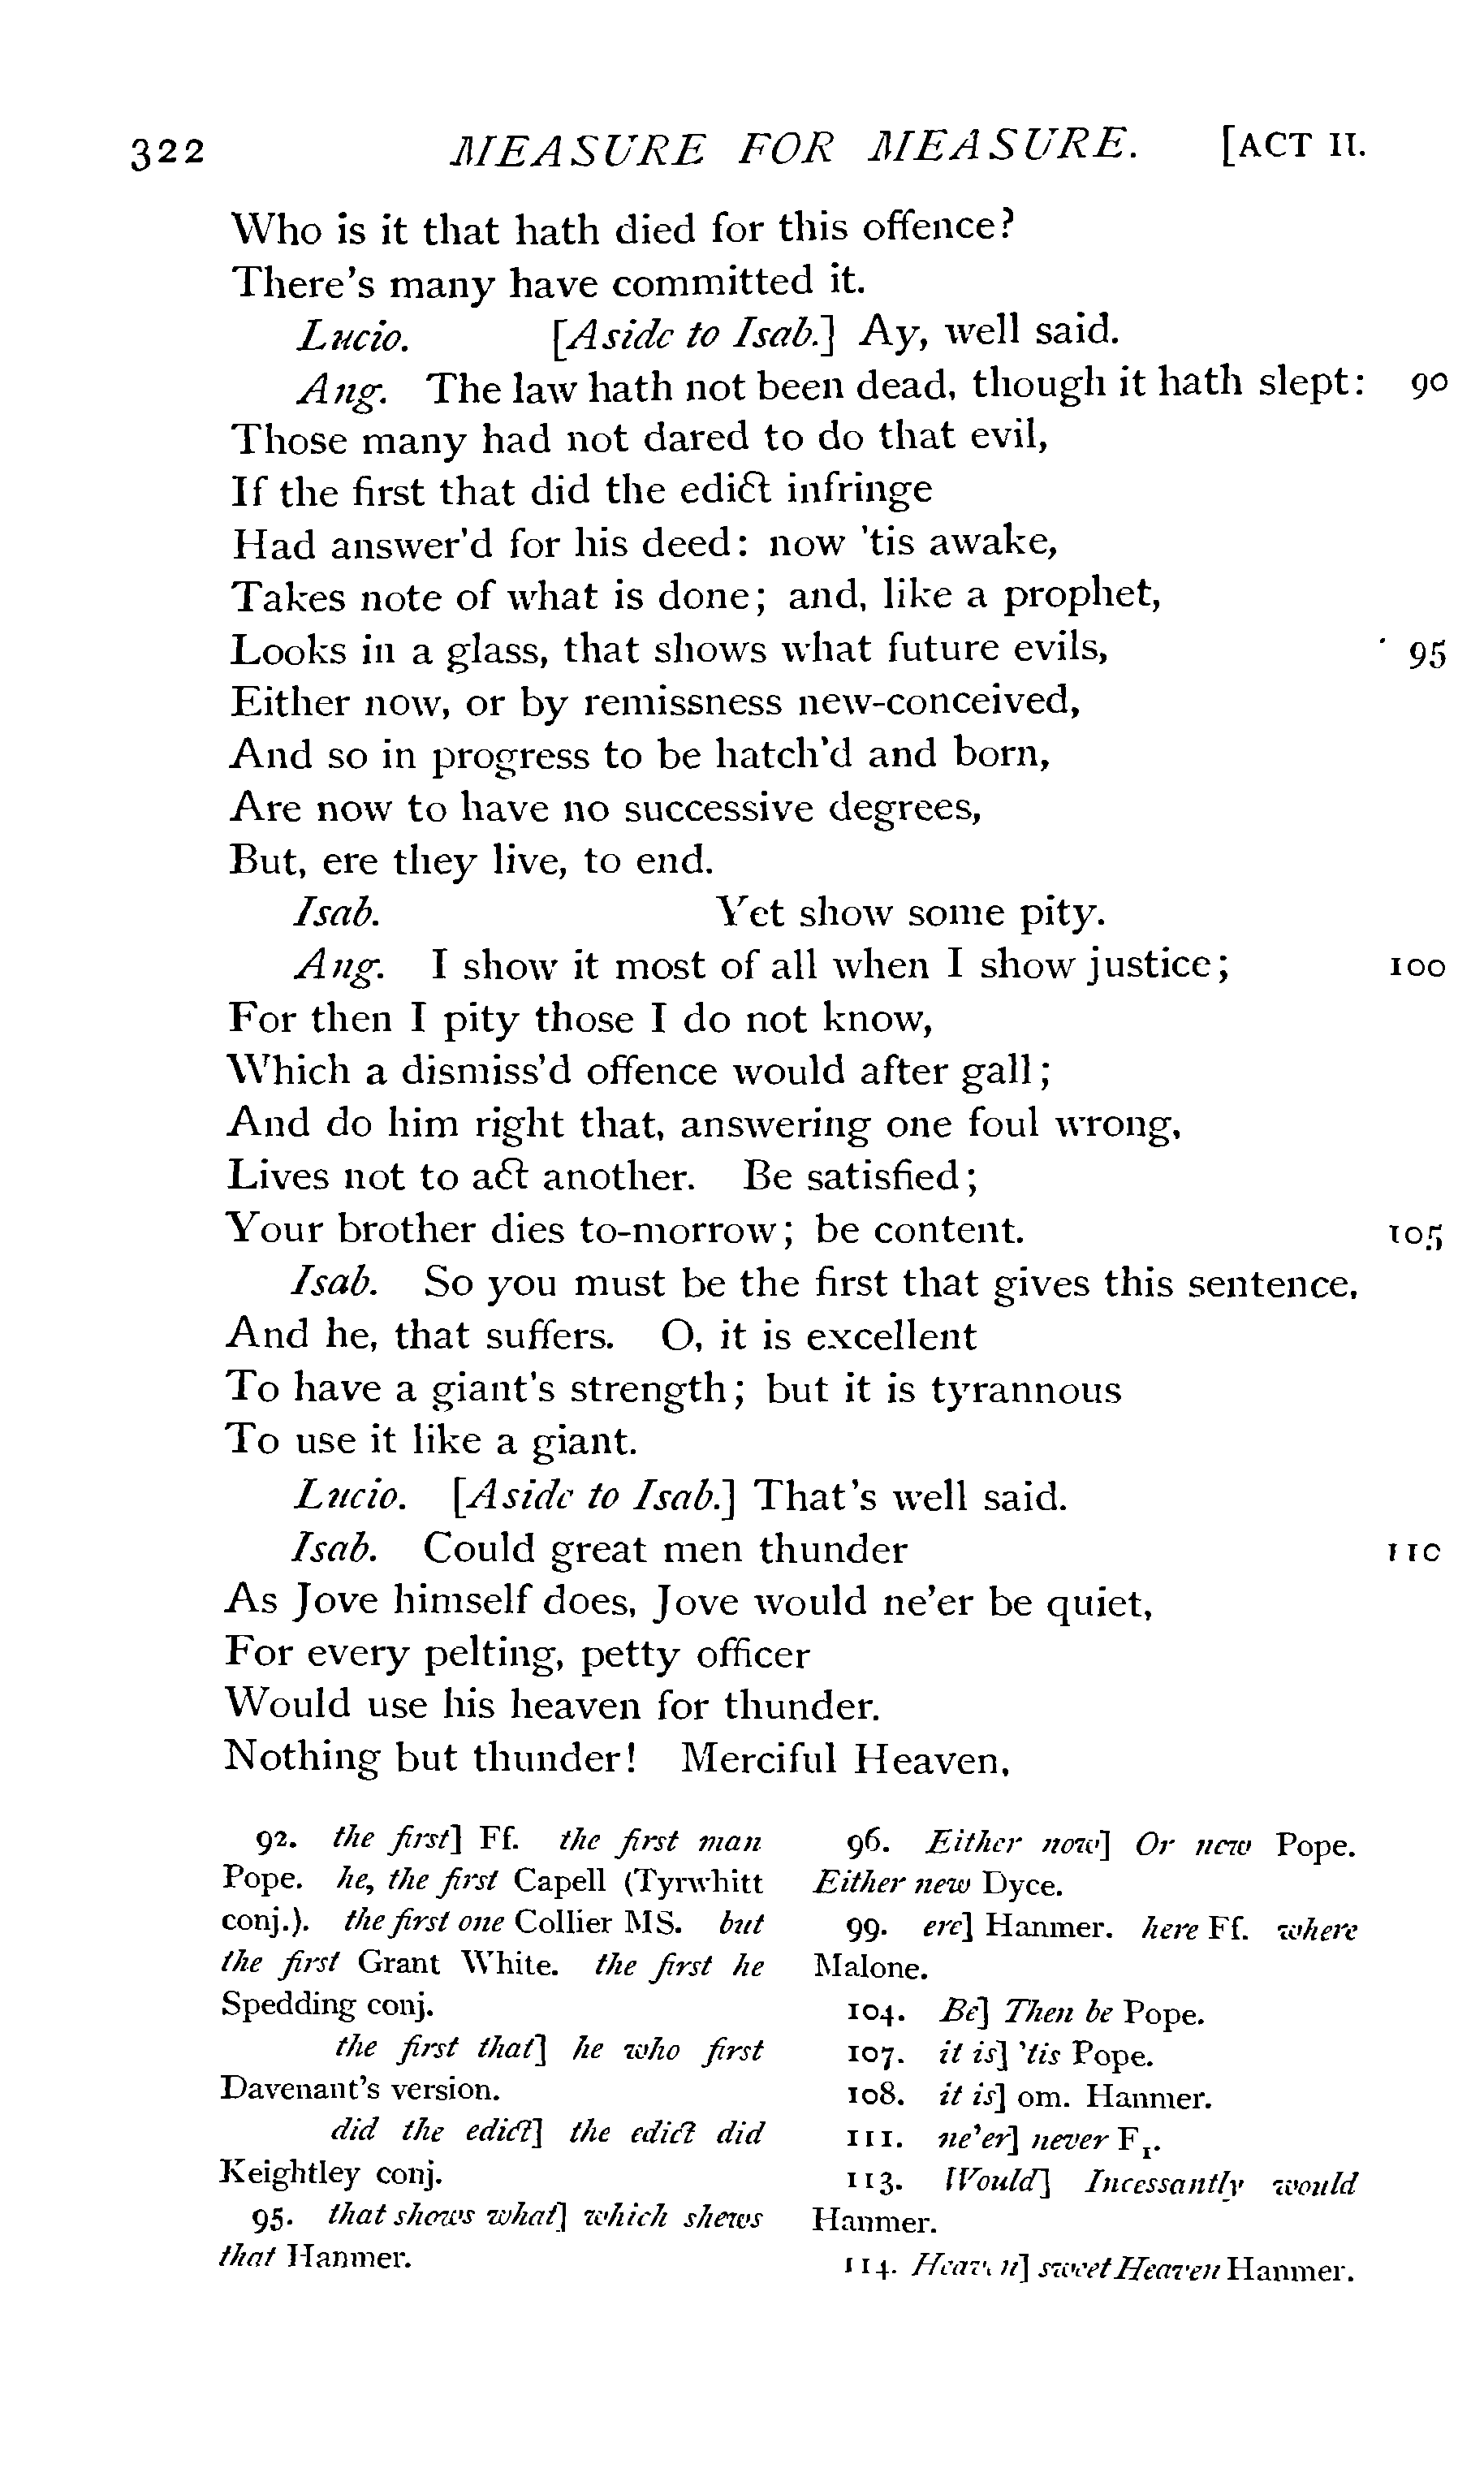 322 MEASURE FOR MEASURE. [ACT II.
Who is it that hath died for this offence?
There's many have committed it.
Lucio. [Aside to Isab.] Ay, well said.
Ang. The law hath not been dead, though it hath slept: 90
Those many had not dared to do that evil,
If the first that did the edict infringe
Had answer'd for his deed: now 'tis awake,
Takes note of what is done; and, like a prophet,
Looks in a glass, that shows what future evils, 95
Either now, or by remissness new-conceived,
And so in progress to be hatch'd and born,
Are now to have no successive degrees,
But, ere they live, to end.
Isab. Yet show some pity.
Ang. I show it most of all when I show justice; 100
For then I pity those I do not know,
Which a dismiss'd offence would after gall;
And do him right that, answering one foul wrong,
Lives not to act another. Be satisfied;
Your brother dies to-morrow; be content. 105
Isab. So you must be the first that gives this sentence,
And he, that suffers. O, it is excellent
To have a giant's strength; but it is tyrannous
To use it like a giant.
Lucio. [Aside to Isab.] That's well said.
Isab. Could great men thunder 110
As Jove himself does, Jove would ne'er be quiet,
For every pelting, petty officer
Would use his heaven for thunder.
Nothing but thunder! Merciful Heaven,
92. the first] Ff. the first man
Pope. he, the first Capell (Tyrwhitt
conj.). the first one Collier MS. but
the first Grant White. the first he
Spedding conj.
the first that] he who first
Davenant's version.
did the edict] the edict did
Keightley conj.
95. that shows what] which shews
that Hanmer.
96. Either now] Or new Pope.
Either new Dyce.
99. ere] Hanmer. here Ff. where
Malone.
104. Be] Then be Pope.
107. it is] 'tis Pope.
108. it is] om. Hanmer.
111. ne'er] never F1.
113. Would] Incessantly would
Hanmer.
114. Heaven] sweet Heaven Hanmer.